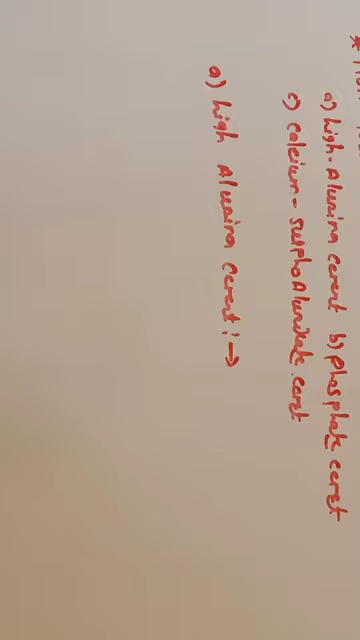 *
a) high-Alumina cement b) phosphate cement
c) calcium-sulphoAluminate cement
a) high Alumina cement :→